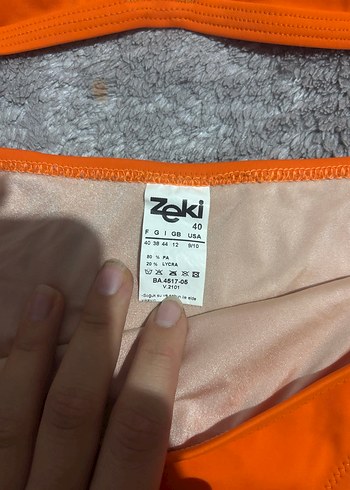 Zeki
40
F G I GB USA
40 38 44 12 9/10
80 % PA
20 % LYCRA
BA.4517-05
V.2101